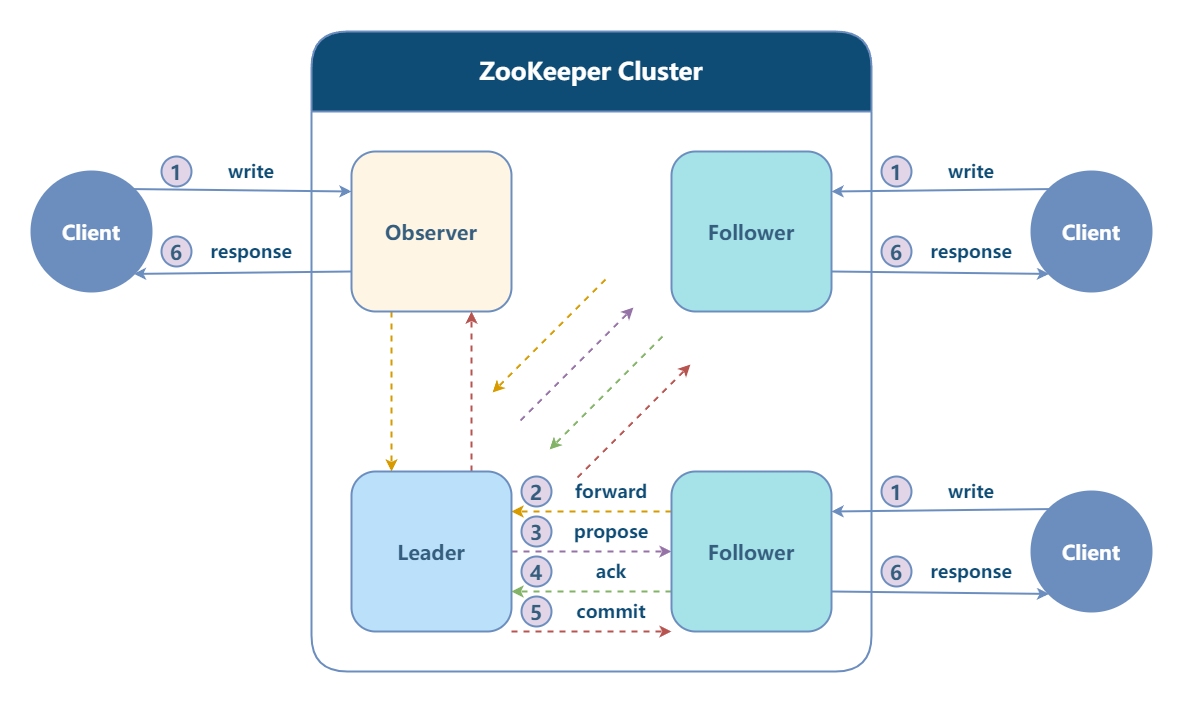 ZooKeeper Cluster
1 write
1 write
Client
Observer
Follower
Client
6 response
6 response
2 forward
1 write
3 propose
Leader
Follower
Client
4 ack
6 response
5 commit